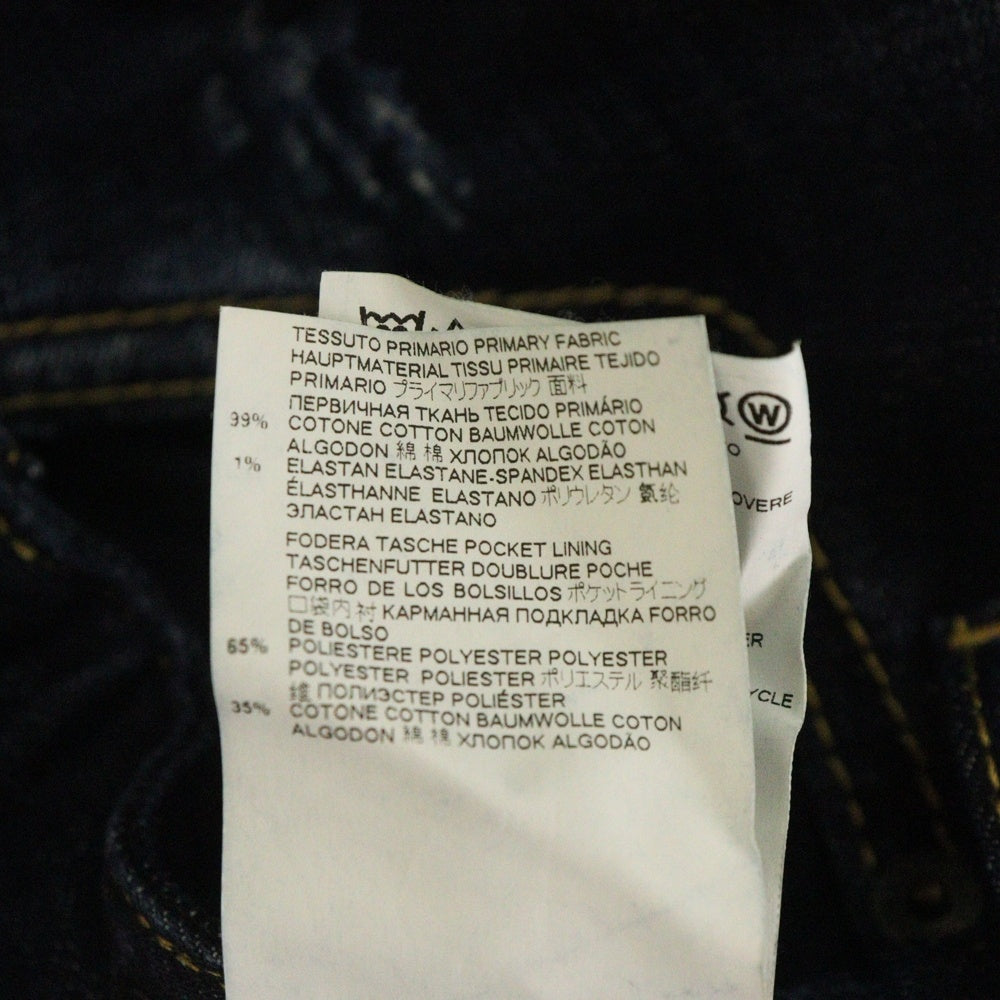 TESSUTO PRIMARIO PRIMARY FABRIC
HAUPTMATERIAL TISSU PRIMAIRE TEJIDO
PRIMARIO プライマリファブリック 面料
ПЕРВИЧНАЯ ТКАНЬ TECIDO PRIMÁRIO
99% COTONE COTTON BAUMWOLLE COTON
ALGODON 綿 棉 ХЛОПОК ALGODÃO
1% ELASTAN ELASTANE-SPANDEX ELASTHAN
ÉLASTHANNE ELASTANO ポリウレタン 氨纶
ЭЛАСТАН ELASTANO
FODERA TASCHE POCKET LINING
TASCHENFUTTER DOUBLURE POCHE
FORRO DE LOS BOLSILLOS ポケットライニング
口袋内 衬 КАРМАННАЯ ПОДКЛАДКА FORRO
DE BOLSO
65% POLIESTERE POLYESTER POLYESTER
POLYESTER POLIESTER ポリエステル 聚酯纤
维 ПОЛИЭСТЕР POLIÉSTER
35% COTONE COTTON BAUMWOLLE COTON
ALGODON 綿 棉 ХЛОПОК ALGODÃO
W
O
OVERE
ER
YCLE